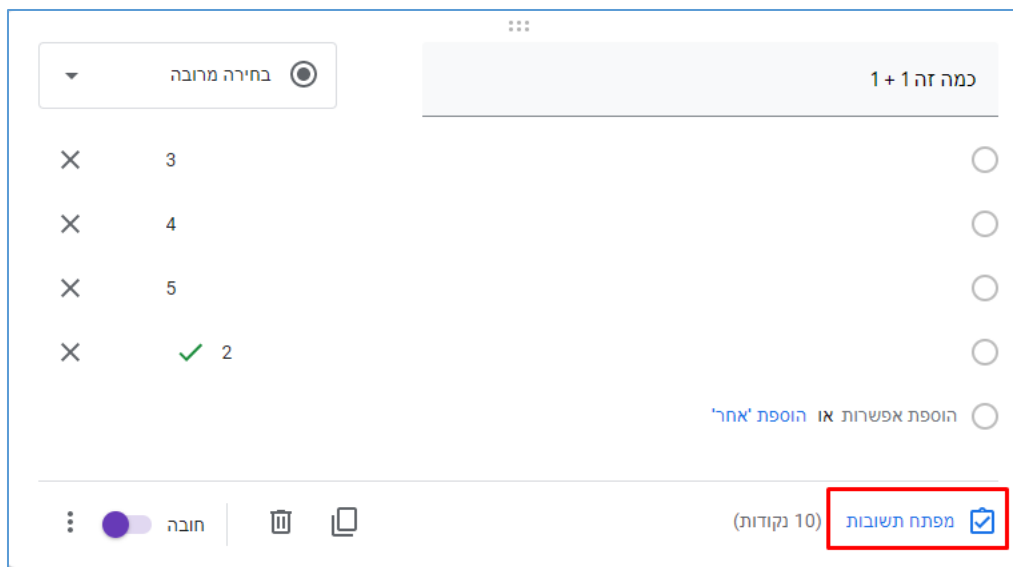 כמה זה 1 + 1
בחירה מרובה
3
4
5
2
הוספת אפשרות או הוספת 'אחר'
מפתח תשובות (10 נקודות)
חובה